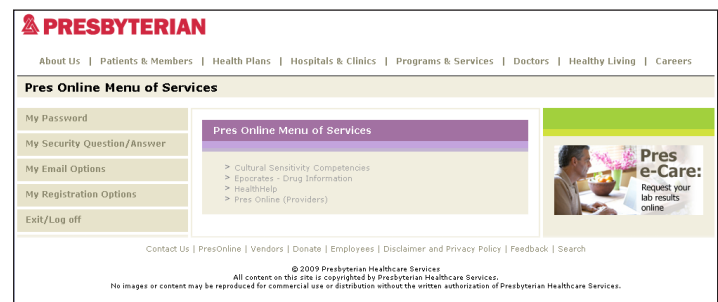 PRESBYTERIAN
About Us | Patients & Members | Health Plans | Hospitals & Clinics | Programs & Services | Doctors | Healthy Living | Careers
Pres Online Menu of Services
My Password
My Security Question/Answer
My Email Options
My Registration Options
Exit/Log off
Pres Online Menu of Services
> Cultural Sensitivity Competencies
> Epocrates - Drug Information
> HealthHelp
> Pres Online (Providers)
Pres
e-Care:
Request your
lab results
online
Contact Us | PresOnline | Vendors | Donate | Employees | Disclaimer and Privacy Policy | Feedback | Search
© 2009 Presbyterian Healthcare Services
All content on this site is copyrighted by Presbyterian Healthcare Services.
No images or content may be reproduced for commercial use or distribution without the written authorization of Presbyterian Healthcare Services.